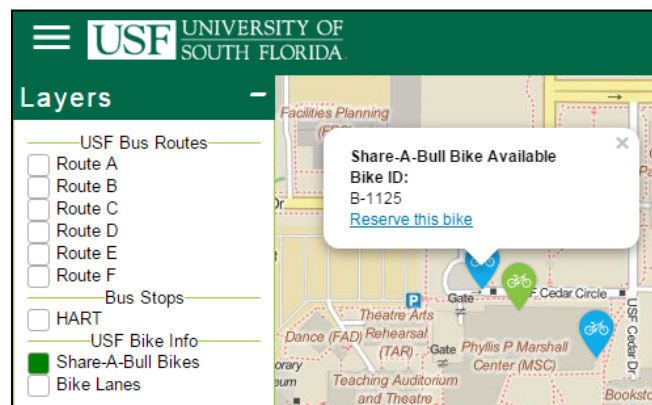 USF UNIVERSITY OF
SOUTH FLORIDA
Layers
USF Bus Routes
Route A
Route B
Route C
Route D
Route E
Route F
Bus Stops
HART
USF Bike Info
Share-A-Bull Bikes
Bike Lanes
Facilities Planning
Share-A-Bull Bike Available
Bike ID:
B-1125
Reserve this bike
Dr
P
Gate
Cedar Circle
USF Cedar Dr
Theatre Arts
Rehearsal
(TAR)
Dance (FAD)
Gate
Phyllis P Marshall
Center (MSC)
Teaching Auditorium
and Theatre